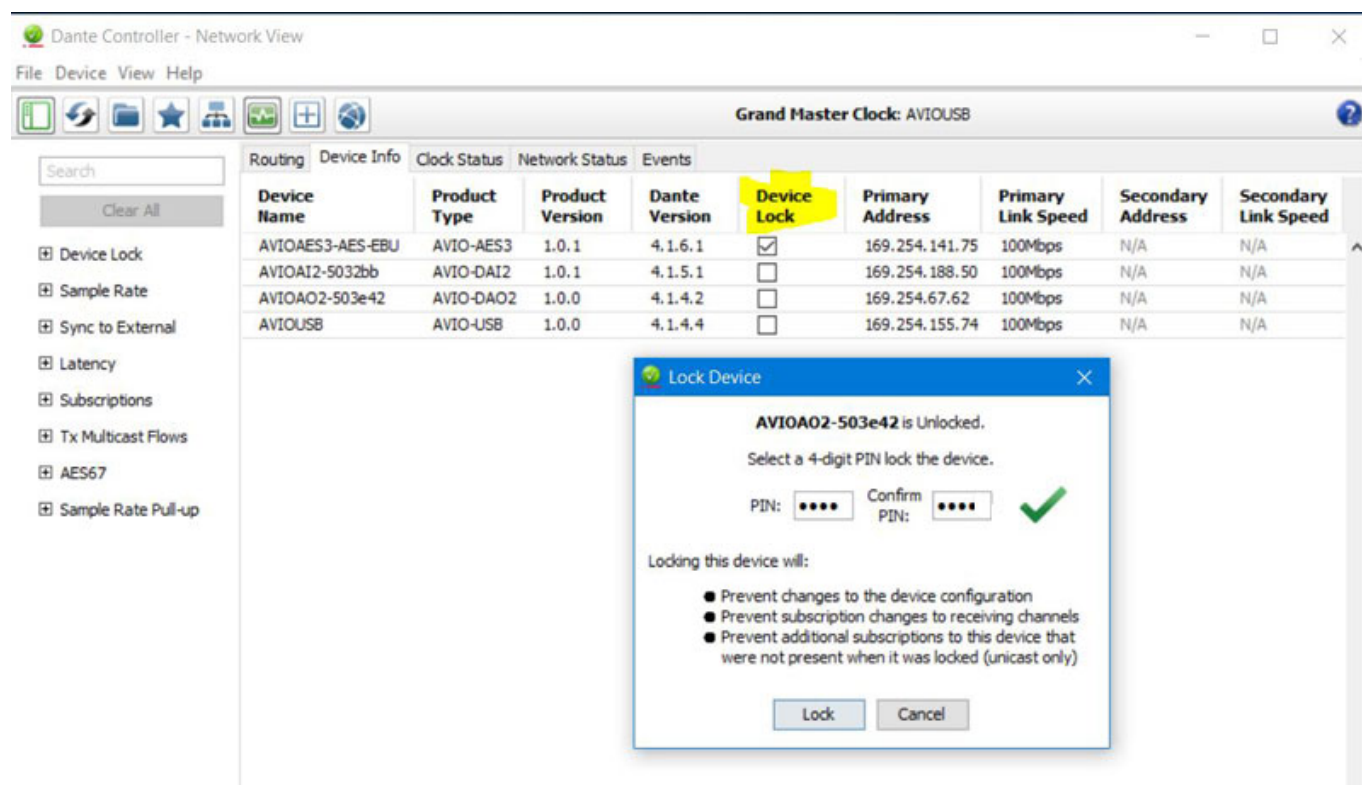 Dante Controller - Network View
File Device View Help
Grand Master Clock: AVIOUSB
Search
Clear All
Device Lock
Sample Rate
Sync to External
Latency
Subscriptions
Tx Multicast Flows
AES67
Sample Rate Pull-up
Routing Device Info Clock Status Network Status Events
Device Name Product Type Product Version Dante Version Device Lock Primary Address Primary Link Speed Secondary Address Secondary Link Speed
AVIOAES3-AES-EBU AVIO-AES3 1.0.1 4.1.6.1 169.254.141.75 100Mbps N/A N/A
AVIOAI2-5032bb AVIO-DAI2 1.0.1 4.1.5.1 169.254.188.50 100Mbps N/A N/A
AVIOAO2-503e42 AVIO-DAO2 1.0.0 4.1.4.2 169.254.67.62 100Mbps N/A N/A
AVIOUSB AVIO-USB 1.0.0 4.1.4.4 169.254.155.74 100Mbps N/A N/A
Lock Device
AVIOAO2-503e42 is Unlocked.
Select a 4-digit PIN lock the device.
PIN: Confirm PIN:
Locking this device will:
Prevent changes to the device configuration
Prevent subscription changes to receiving channels
Prevent additional subscriptions to this device that
were not present when it was locked (unicast only)
Lock Cancel